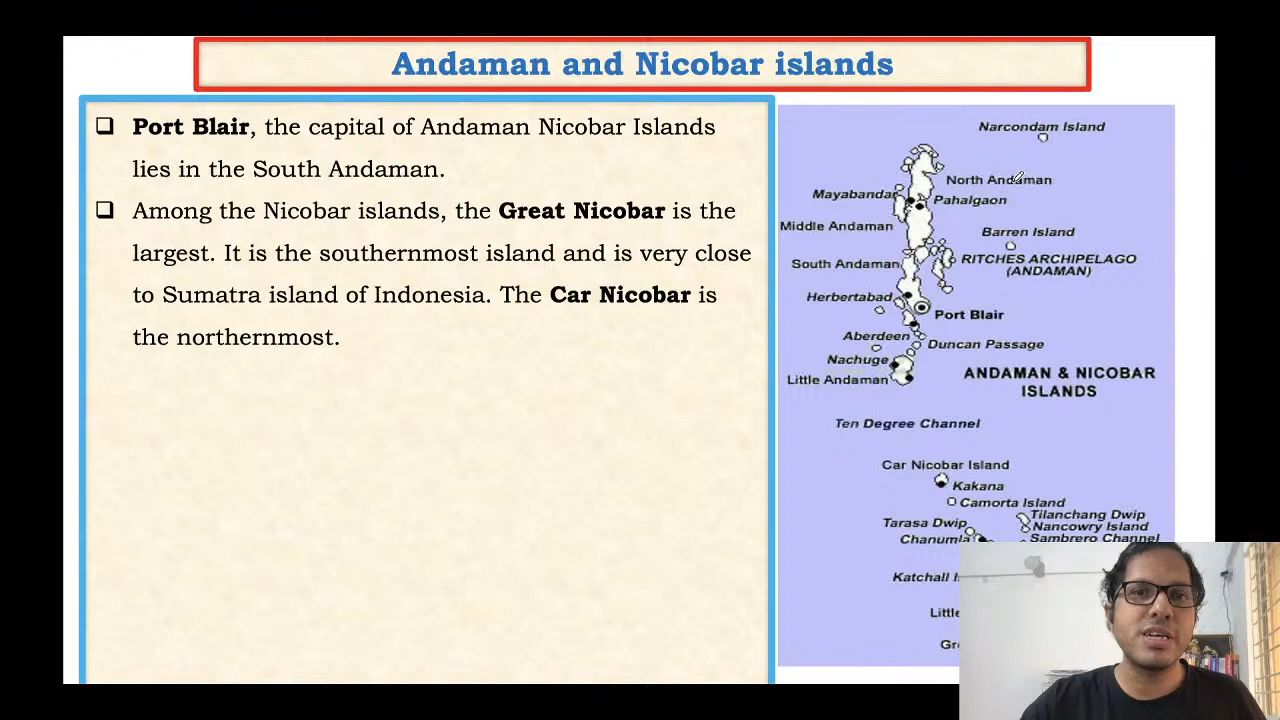 Andaman and Nicobar islands
Port Blair, the capital of Andaman Nicobar Islands
lies in the South Andaman.
Among the Nicobar islands, the Great Nicobar is the
largest. It is the southernmost island and is very close
to Sumatra island of Indonesia. The Car Nicobar is
the northernmost.
Narcondam Island
North Andaman
Mayabandar
Pahalgaon
Middle Andaman
Barren Island
South Andaman
RITCHES ARCHIPELAGO
(ANDAMAN)
Herbertabad
Port Blair
Aberdeen
Duncan Passage
Nachuge
Little Andaman
ANDAMAN & NICOBAR
ISLANDS
Ten Degree Channel
Car Nicobar Island
Kakana
Camorta Island
Tilanchang Dwip
Tarasa Dwip
Nancowry Island
Chanumla
Sambrero Channel
Katchall
Little